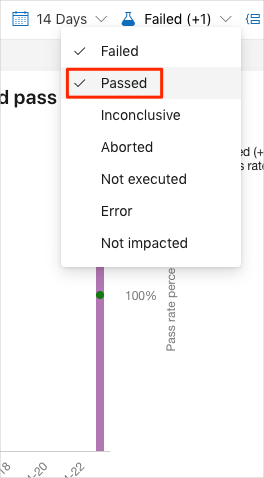 14 Days Failed (+1)
Failed
d pass
Passed
Inconclusive
Aborted
ed (+
s rate
Not executed
Error
Not impacted
100%
Pass rate perce
-18
-20
-22